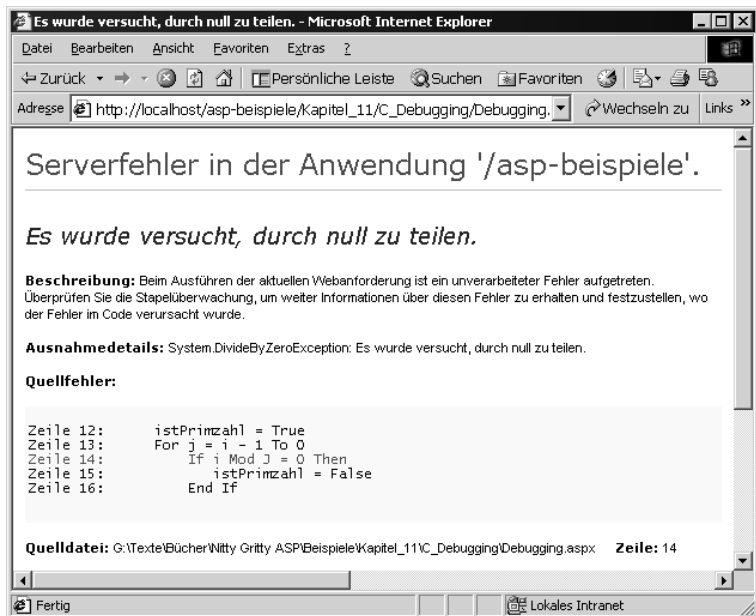 Es wurde versucht, durch null zu teilen. - Microsoft Internet Explorer
Datei Bearbeiten Ansicht Favoriten Extras ?
Zurück Persönliche Leiste Suchen Favoriten
Adresse http://localhost/asp-beispiele/Kapitel_11/C_Debugging/Debugging. Wechseln zu Links »
Serverfehler in der Anwendung '/asp-beispiele'.
Es wurde versucht, durch null zu teilen.
Beschreibung: Beim Ausführen der aktuellen Webanforderung ist ein unverarbeiteter Fehler aufgetreten.
Überprüfen Sie die Stapelüberwachung, um weiter Informationen über diesen Fehler zu erhalten und festzustellen, wo
der Fehler im Code verursacht wurde.
Ausnahmedetails: System.DivideByZeroException: Es wurde versucht, durch null zu teilen.
Quellfehler:
Zeile 12: istPrimzahl = True
Zeile 13: For j = i - 1 To 0
Zeile 14: If i Mod J = 0 Then
Zeile 15: istPrimzahl = False
Zeile 16: End If
Quelldatei: G:\Texte\Bücher\Nitty Gritty ASP\Beispiele\Kapitel_11\C_Debugging\Debugging.aspx Zeile: 14
Fertig Lokales Intranet